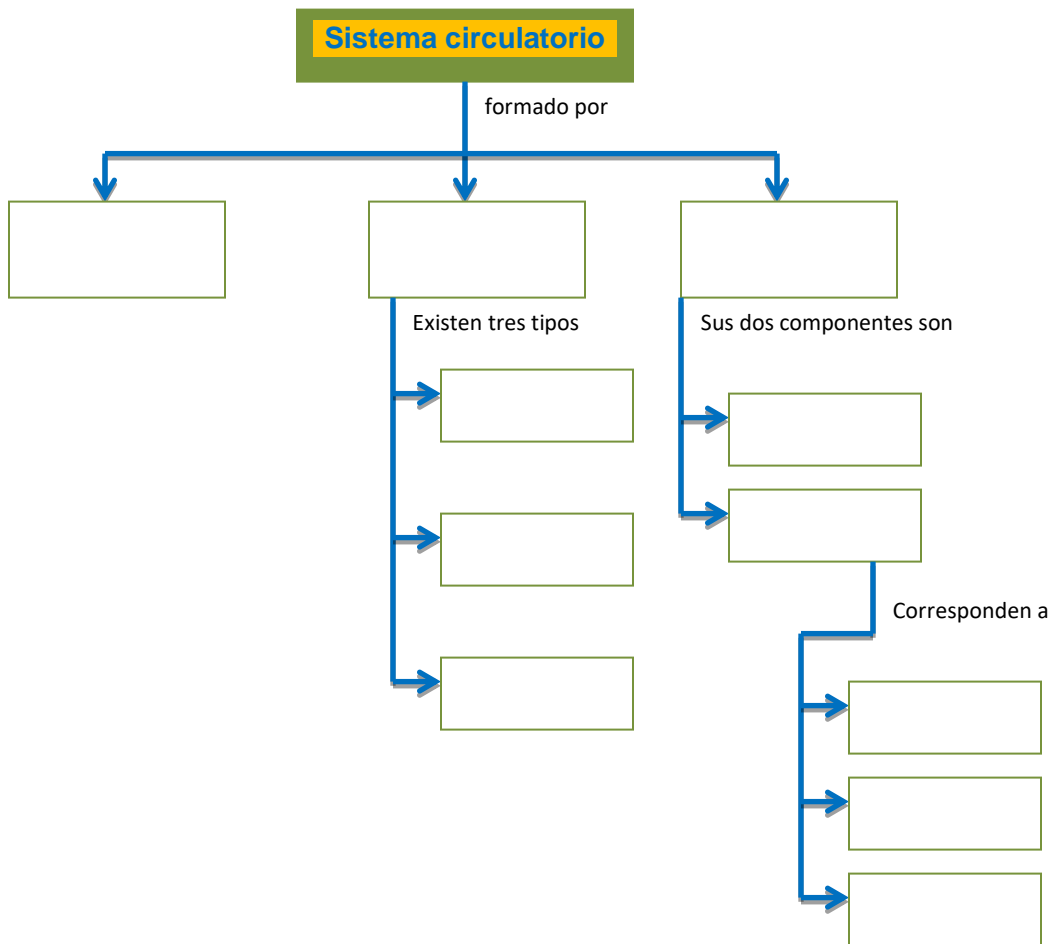 Sistema circulatorio
formado por
Existen tres tipos
Sus dos componentes son
Corresponden a